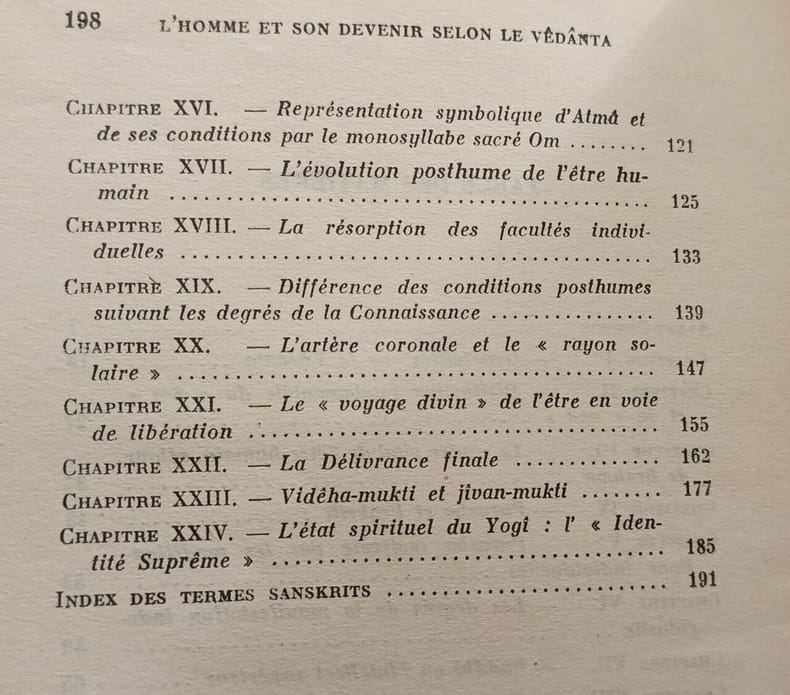 198 L'HOMME ET SON DEVENIR SELON LE VÊDÂNTA
CHAPITRE XVI. — Représentation symbolique d'Atmâ et
de ses conditions par le monosyllabe sacré Om ........ 121
CHAPITRE XVII. — L'évolution posthume de l'être hu-
main ................................................ 125
CHAPITRE XVIII. — La résorption des facultés indivi-
duelles ............................................... 133
CHAPITRE XIX. — Différence des conditions posthumes
suivant les degrés de la Connaissance ................ 139
CHAPITRE XX. — L'artère coronale et le « rayon so-
laire » ................................................ 147
CHAPITRE XXI. — Le « voyage divin » de l'être en voie
de libération ......................................... 155
CHAPITRE XXII. — La Délivrance finale .............. 162
CHAPITRE XXIII. — Vidêha-mukti et jîvan-mukti ........ 177
CHAPITRE XXIV. — L'état spirituel du Yogî : l' « Iden-
tité Suprême » ....................................... 185
INDEX DES TERMES SANSKRITS ............................ 191